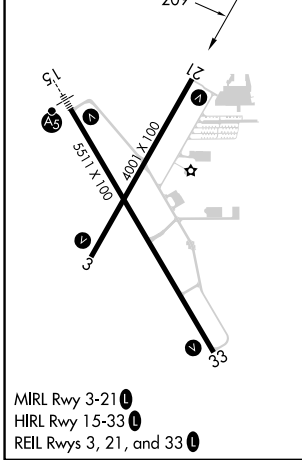 209
15
21
A5
V
V
5511 X 100
4001 X 100
V
3
V
33
MIRL Rwy 3-21 L
HIRL Rwy 15-33 L
REIL Rwys 3, 21, and 33 L